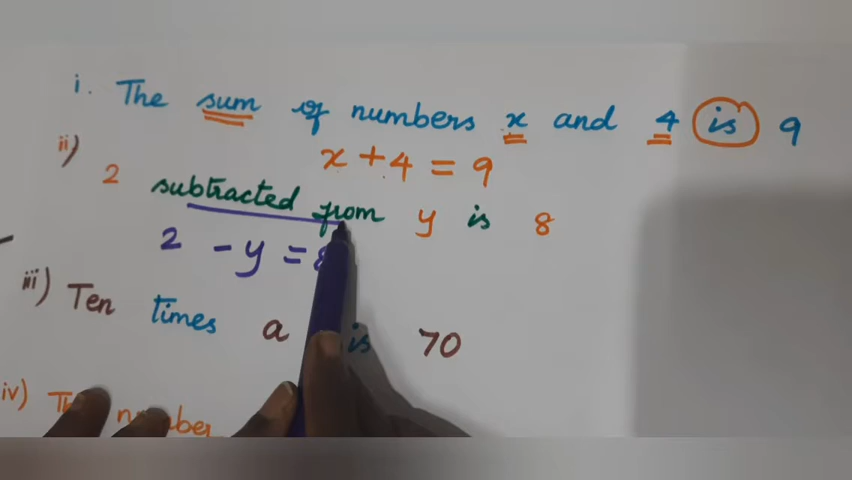 i. The sum of numbers x and 4 is 9
x + 4 = 9
ii) 2 subtracted from y is 8
2 - y = 8
iii) Ten times a is 70
iv)